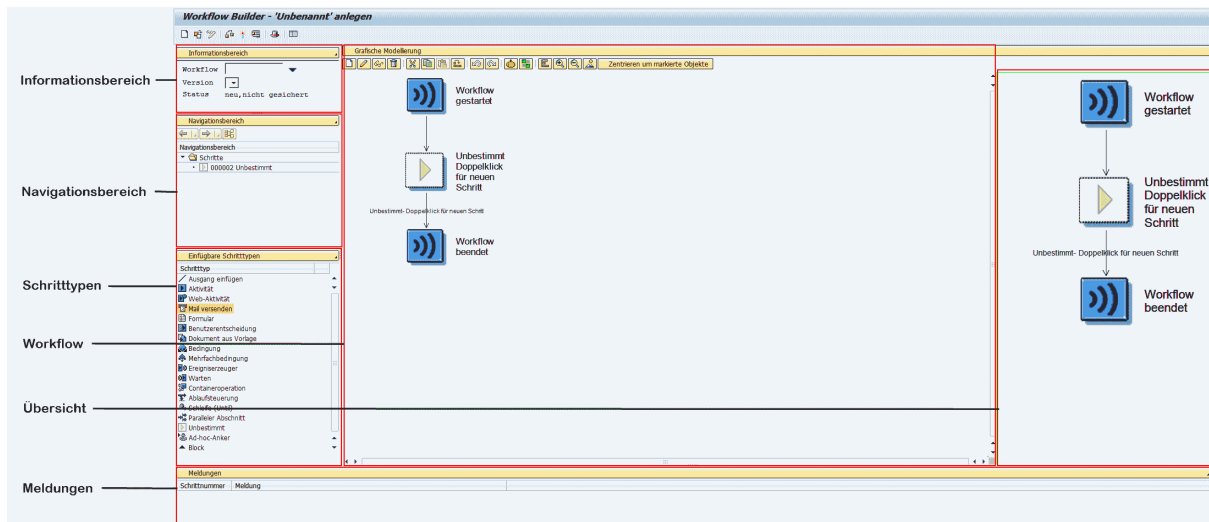 Workflow Builder - 'Unbenannt' anlegen
Informationsbereich
Informationsbereich
Workflow
Version
Status neu,nicht gesichert
Navigationsbereich
Navigationsbereich
Navigationsbereich
Schritte
000002 Unbestimmt
Schritttypen
Einfügbare Schritttypen
Schritttyp
Ausgang einfügen
Aktivität
Web-Aktivität
Mail versenden
Formular
Benutzerentscheidung
Dokument aus Vorlage
Bedingung
Mehrfachbedingung
Ereigniserzeuger
Warten
Containeroperation
Ablaufsteuerung
Schleife (Until)
Paralleler Abschnitt
Unbestimmt
Ad-hoc-Anker
Block
Workflow
Grafische Modellierung
Zentrieren um markierte Objekte
Workflow
gestartet
Unbestimmt
Doppelklick
für neuen
Schritt
Unbestimmt- Doppelklick für neuen Schritt
Workflow
beendet
Übersicht
Workflow
gestartet
Unbestimmt
Doppelklick
für neuen
Schritt
Unbestimmt- Doppelklick für neuen Schritt
Workflow
beendet
Meldungen
Meldungen
Schrittnummer Meldung